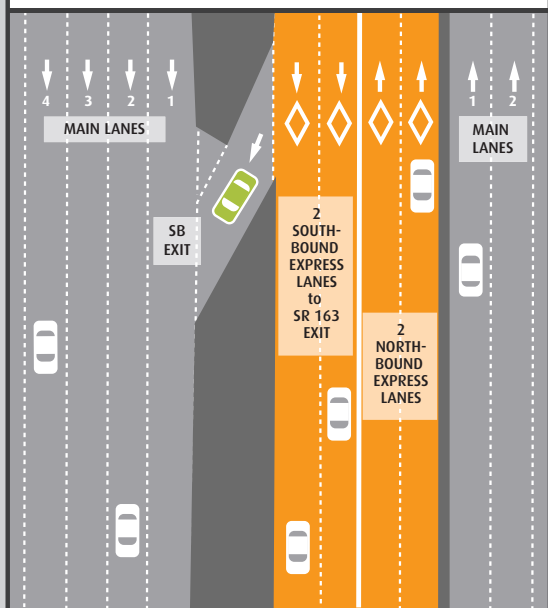 4 3 2 1
MAIN LANES
SB
EXIT
2
SOUTH-
BOUND
EXPRESS
LANES
to
SR 163
EXIT
2
NORTH-
BOUND
EXPRESS
LANES
1 2
MAIN
LANES